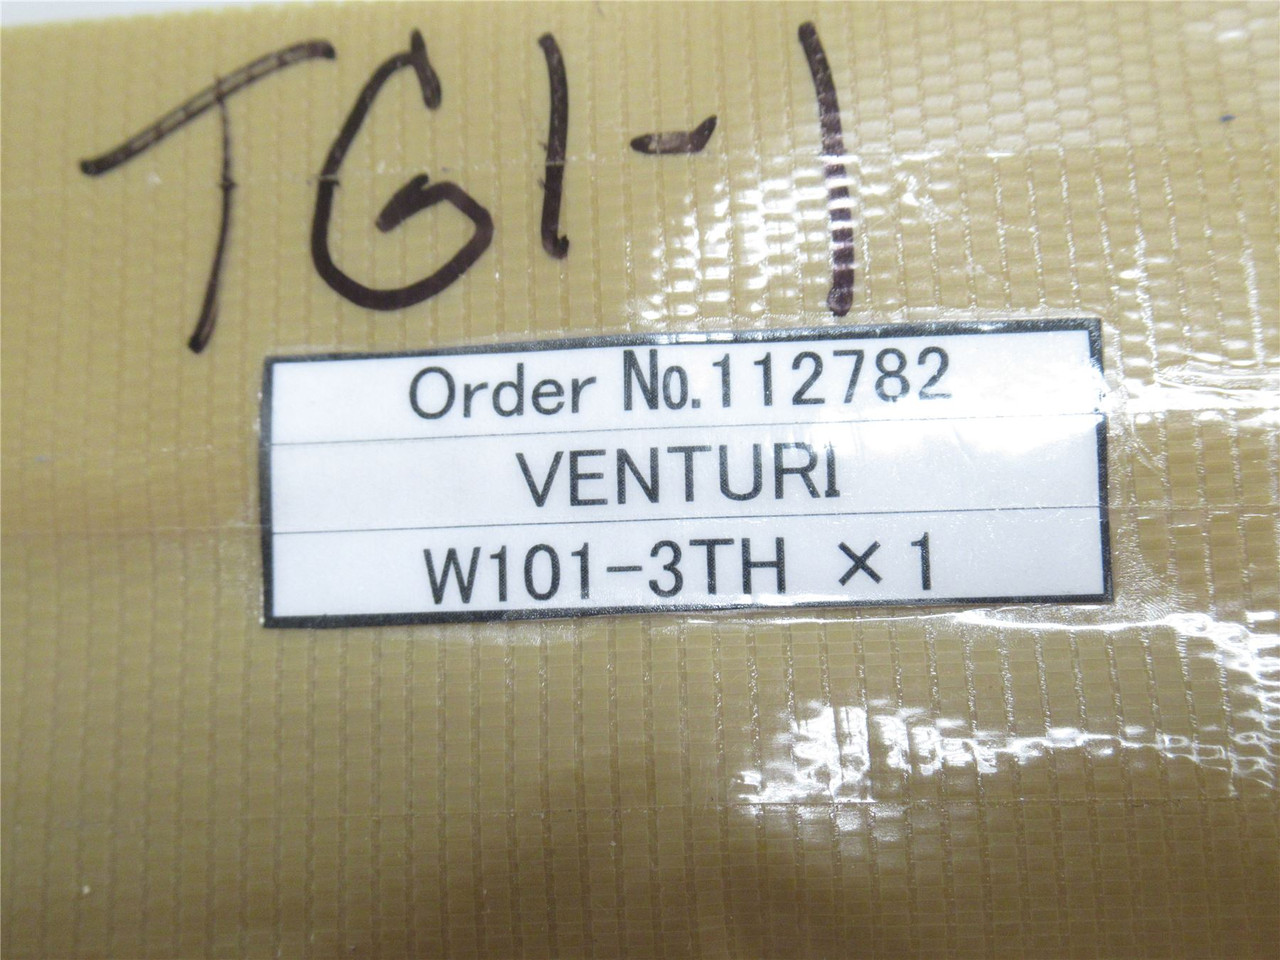 TG1-1
Order No.112782
VENTURI
W101-3TH ×1